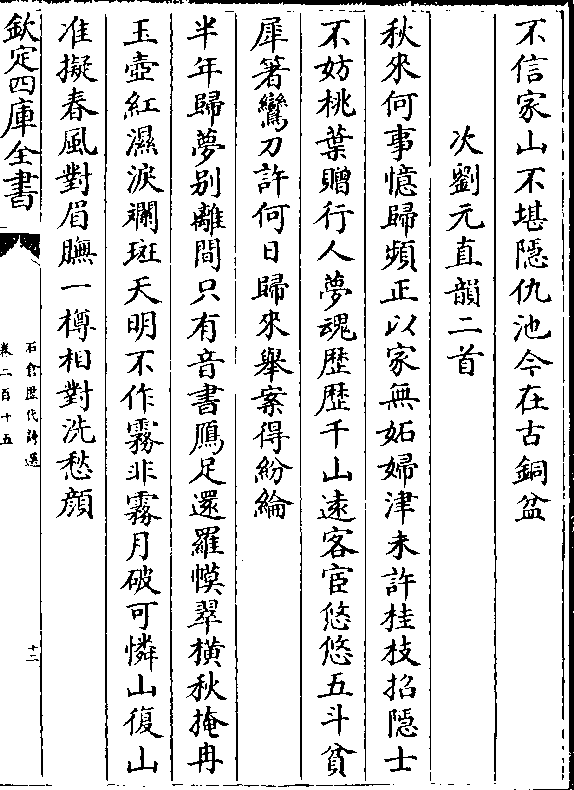 不信家山不堪隱仇池今在古銅盆
次劉元直韻二首
秋來何事憶歸頻正以家無妬婦津未許桂枝招隱士
不妨桃葉贈行人夢魂歴歴千山遠客宦悠悠五斗貧
犀箸鸞刀許何日歸來舉案得紛綸
半年歸夢别離間只有音書鴈足還羅幙翠横秋掩冉
玉壺紅濕淚斕斑天明不作霧非霧月破可憐山復山
准擬春風對眉膴一樽相對洗愁顔
欽定四庫全書
石倉歴代詩選
卷二百十五
十二